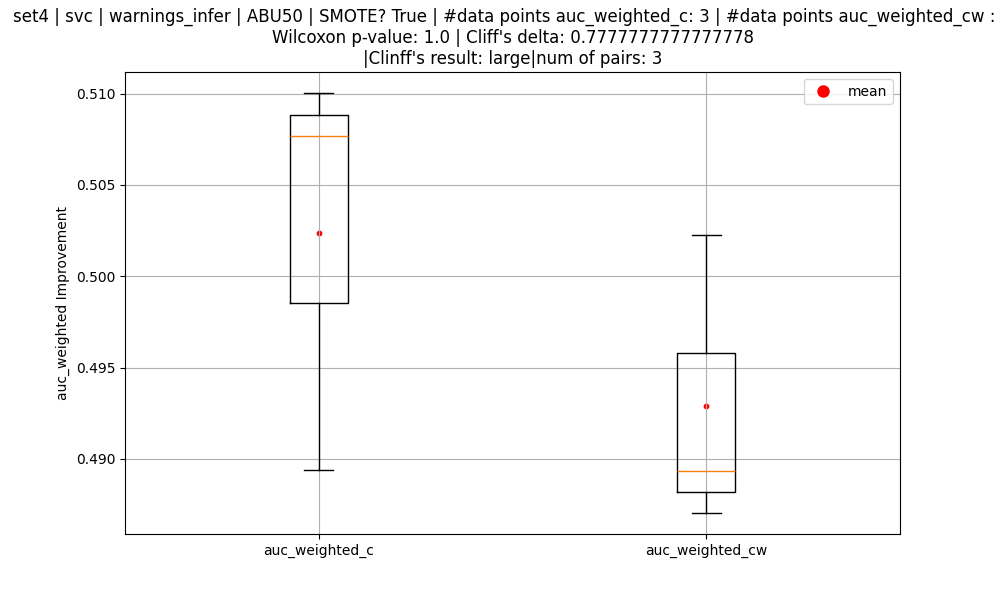 set4 | svc | warnings_infer | ABU50 | SMOTE? True | #data points auc_weighted_c: 3 | #data points auc_weighted_cw :
Wilcoxon p-value: 1.0 | Cliff's delta: 0.7777777777777778
|Clinff's result: large|num of pairs: 3
mean
0.510
0.505
0.500
0.495
0.490
auc_weighted Improvement
auc_weighted_c
auc_weighted_cw